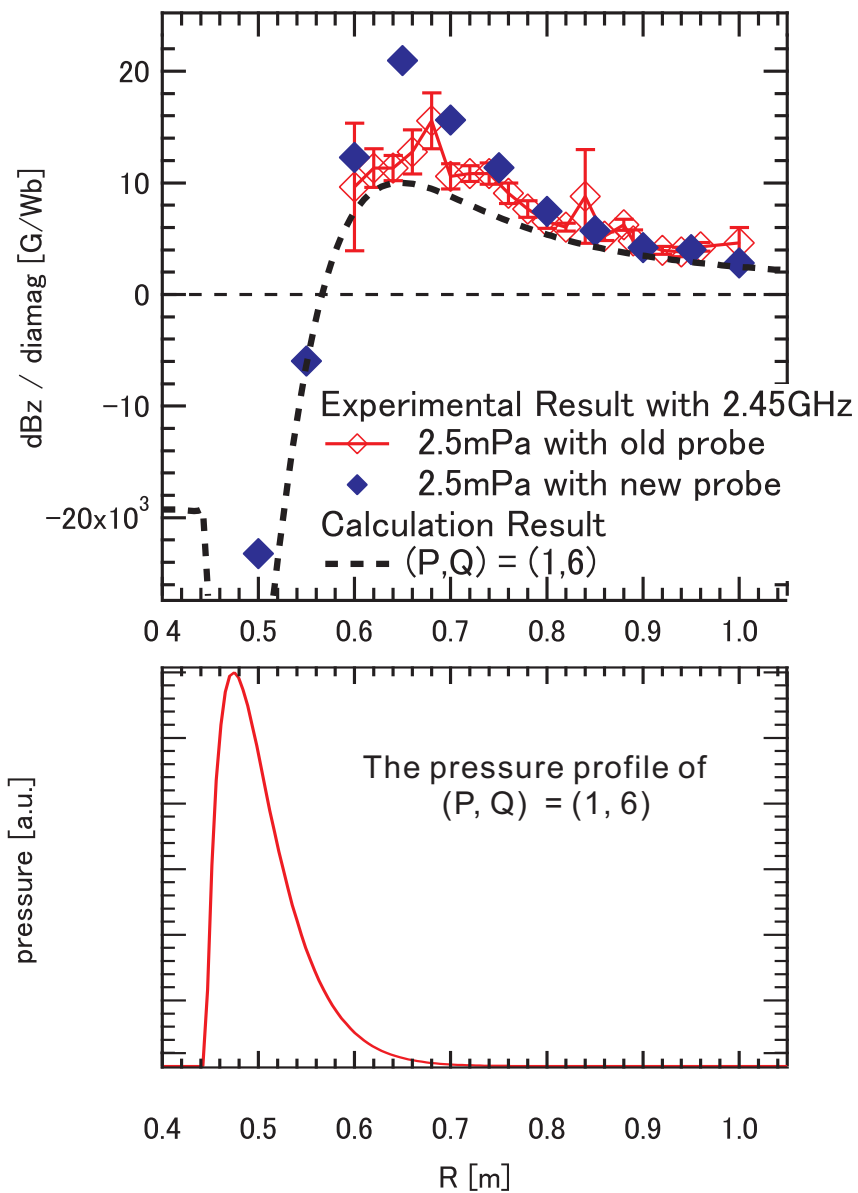 20
10
0
-10
-20x10³
dBz / diamag [G/Wb]
Experimental Result with 2.45GHz
2.5mPa with old probe
2.5mPa with new probe
Calculation Result
(P,Q) = (1,6)
0.4 0.5 0.6 0.7 0.8 0.9 1.0
The pressure profile of
(P, Q) = (1, 6)
pressure [a.u.]
0.4 0.5 0.6 0.7 0.8 0.9 1.0
R [m]